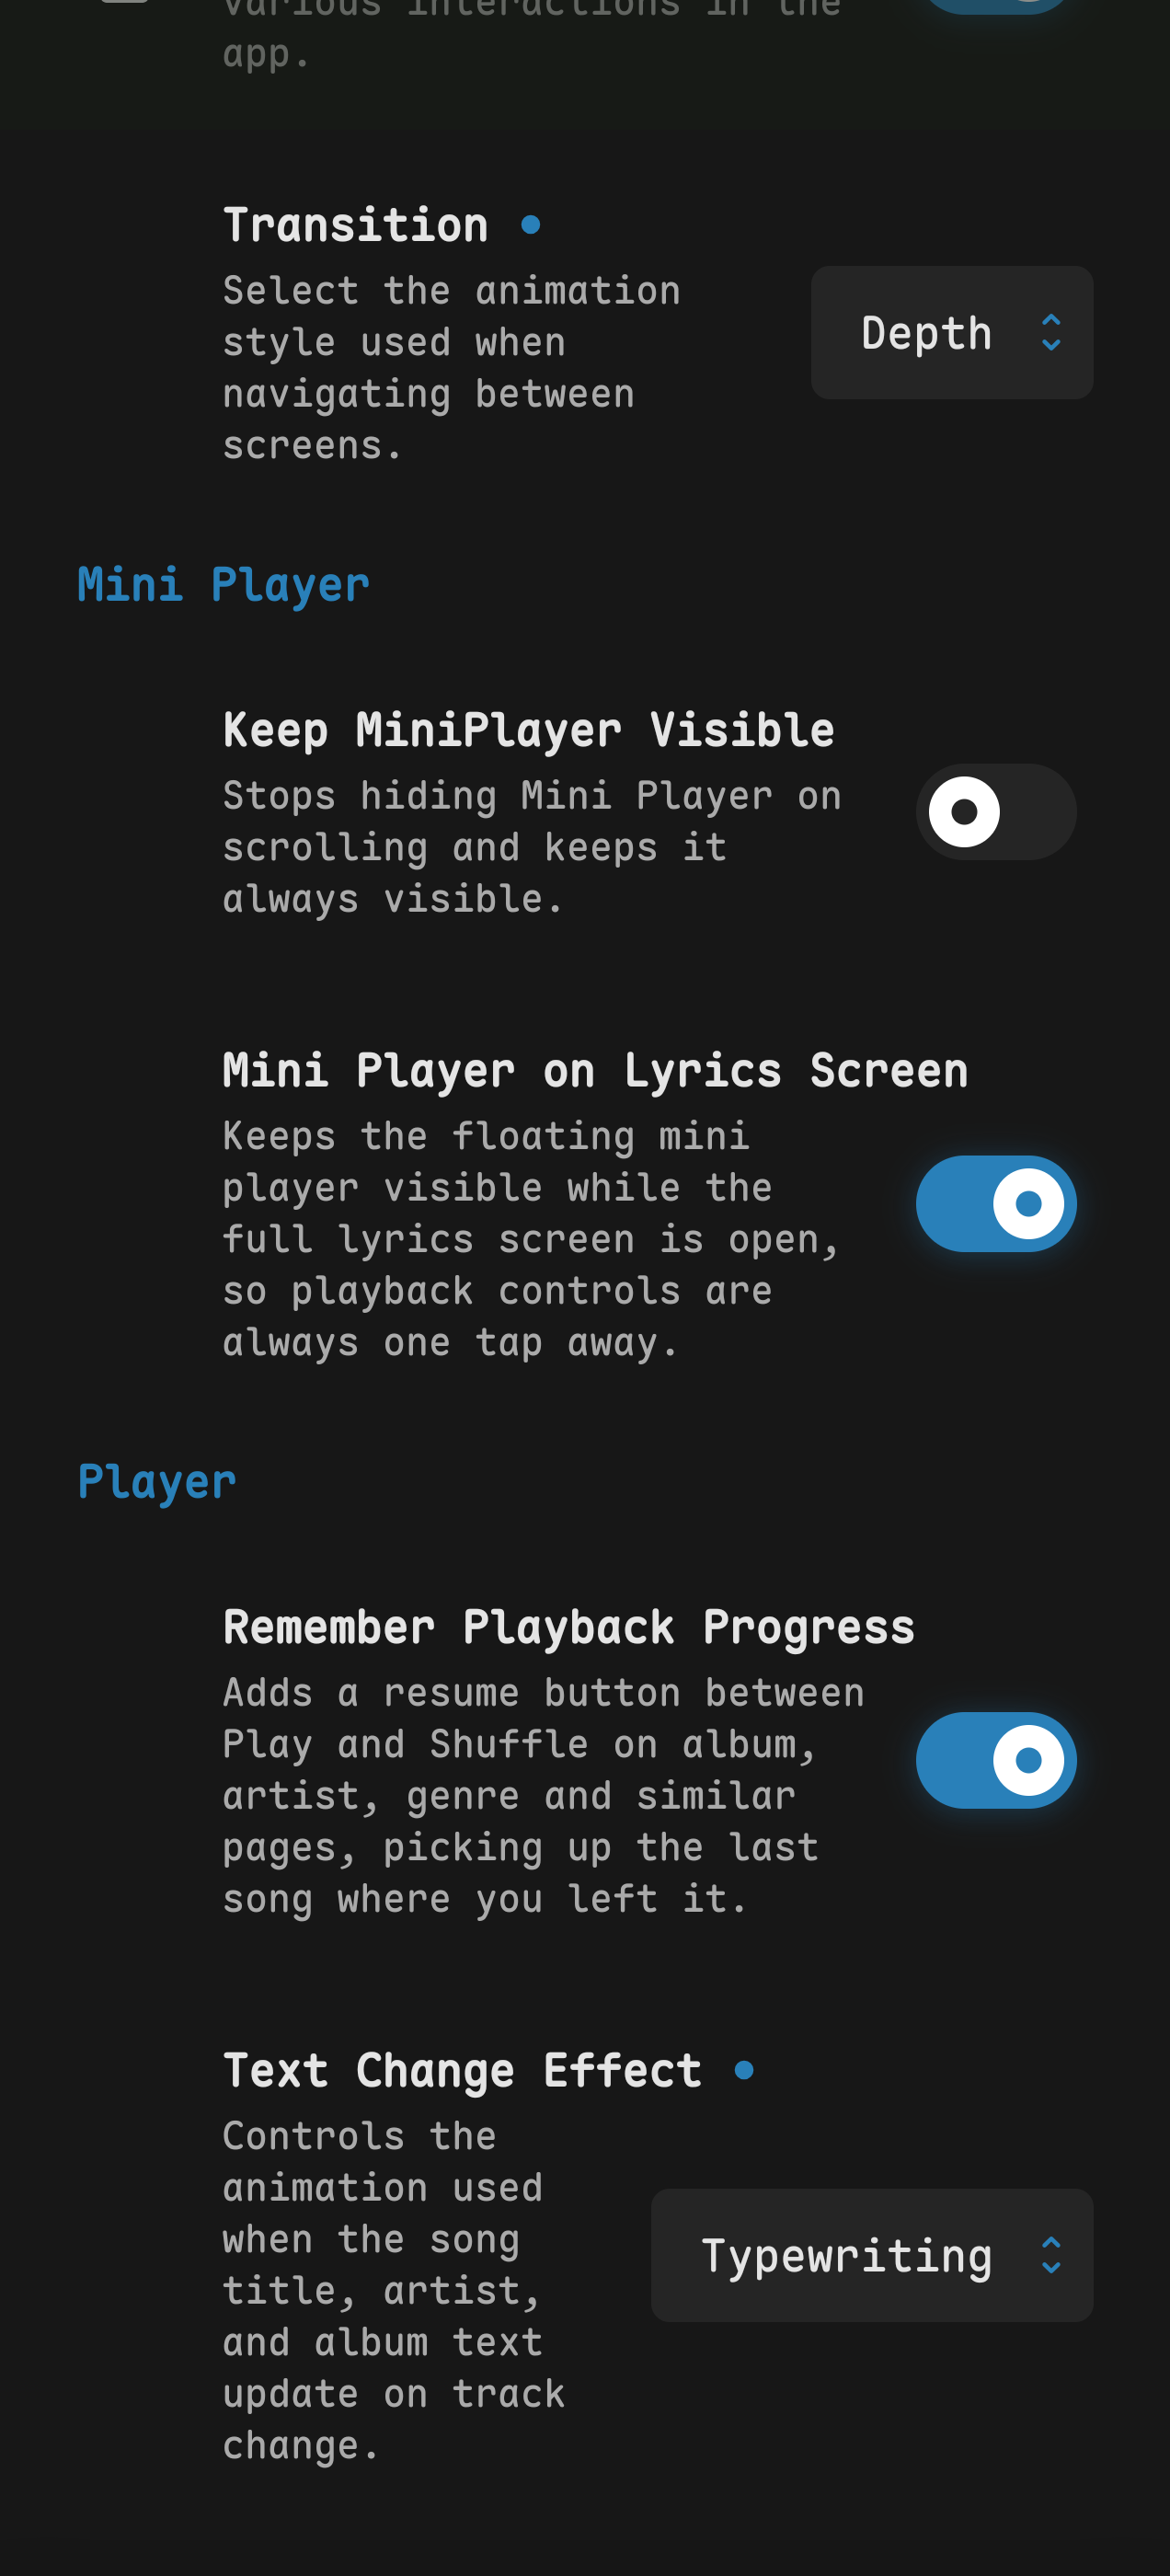 various interactions in the
app.
Transition
Select the animation
style used when
navigating between
screens.
Depth
Mini Player
Keep MiniPlayer Visible
Stops hiding Mini Player on
scrolling and keeps it
always visible.
Mini Player on Lyrics Screen
Keeps the floating mini
player visible while the
full lyrics screen is open,
so playback controls are
always one tap away.
Player
Remember Playback Progress
Adds a resume button between
Play and Shuffle on album,
artist, genre and similar
pages, picking up the last
song where you left it.
Text Change Effect
Controls the
animation used
when the song
title, artist,
and album text
update on track
change.
Typewriting